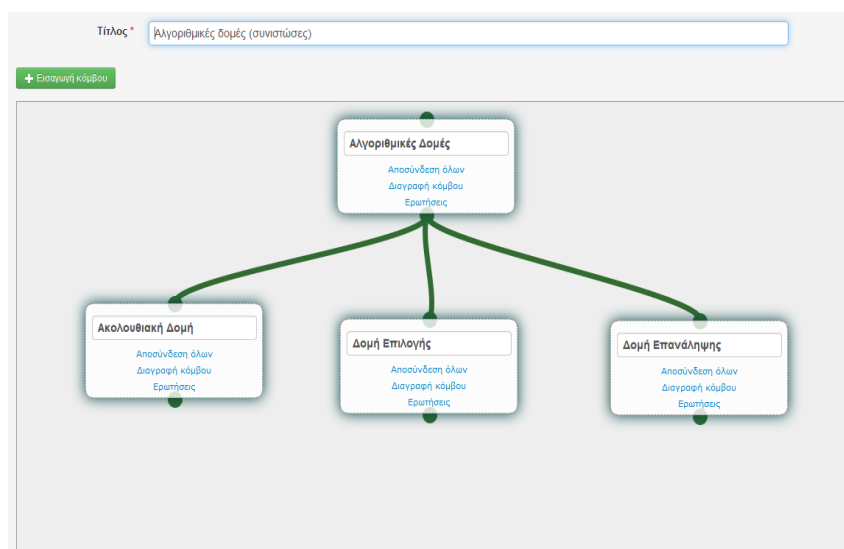 Τίτλος *
Αλγοριθμικές δομές (συνιστώσες)
Εισαγωγή κόμβου
Αλγοριθμικές Δομές
Αποσύνδεση όλων
Διαγραφή κόμβου
Ερωτήσεις
Ακολουθιακή Δομή
Αποσύνδεση όλων
Διαγραφή κόμβου
Ερωτήσεις
Δομή Επιλογής
Αποσύνδεση όλων
Διαγραφή κόμβου
Ερωτήσεις
Δομή Επανάληψης
Αποσύνδεση όλων
Διαγραφή κόμβου
Ερωτήσεις